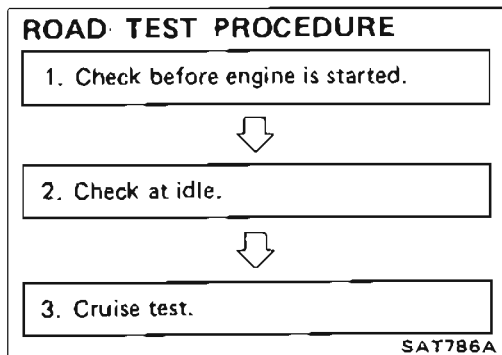 ROAD TEST PROCEDURE
1. Check before engine is started.
2. Check at idle.
3. Cruise test.
SAT786A